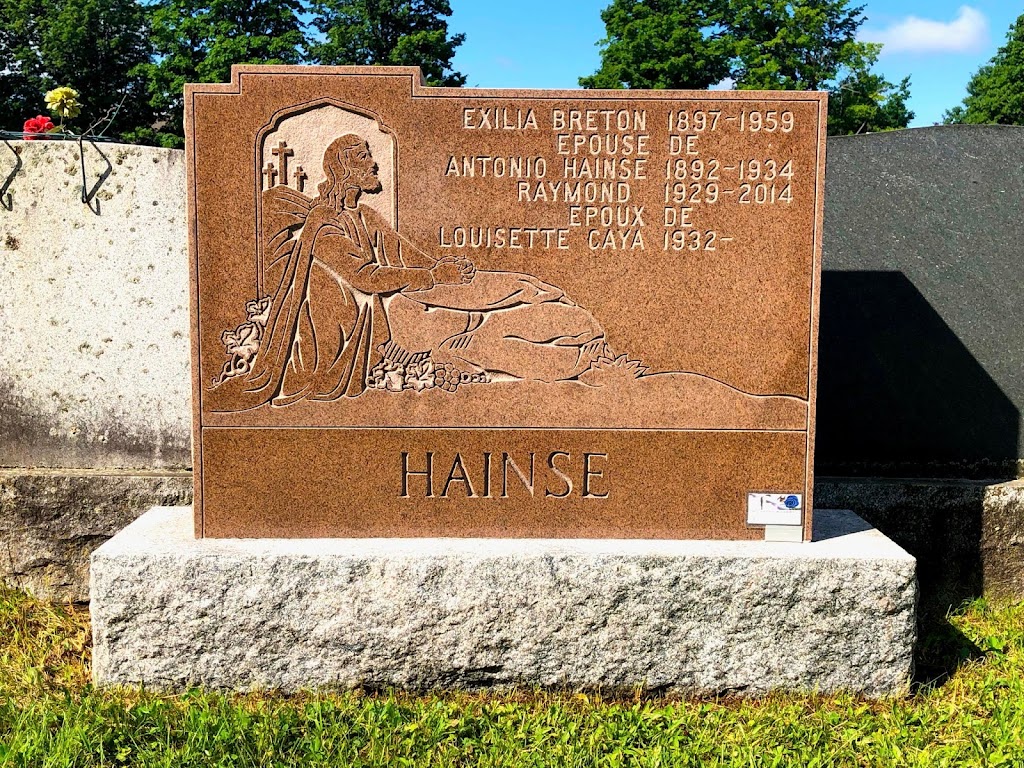 EXILIA BRETON 1897-1959
EPOUSE DE
ANTONIO HAINSE 1892-1934
RAYMOND 1929-2014
EPOUX DE
LOUISETTE CAYA 1932-
HAINSE